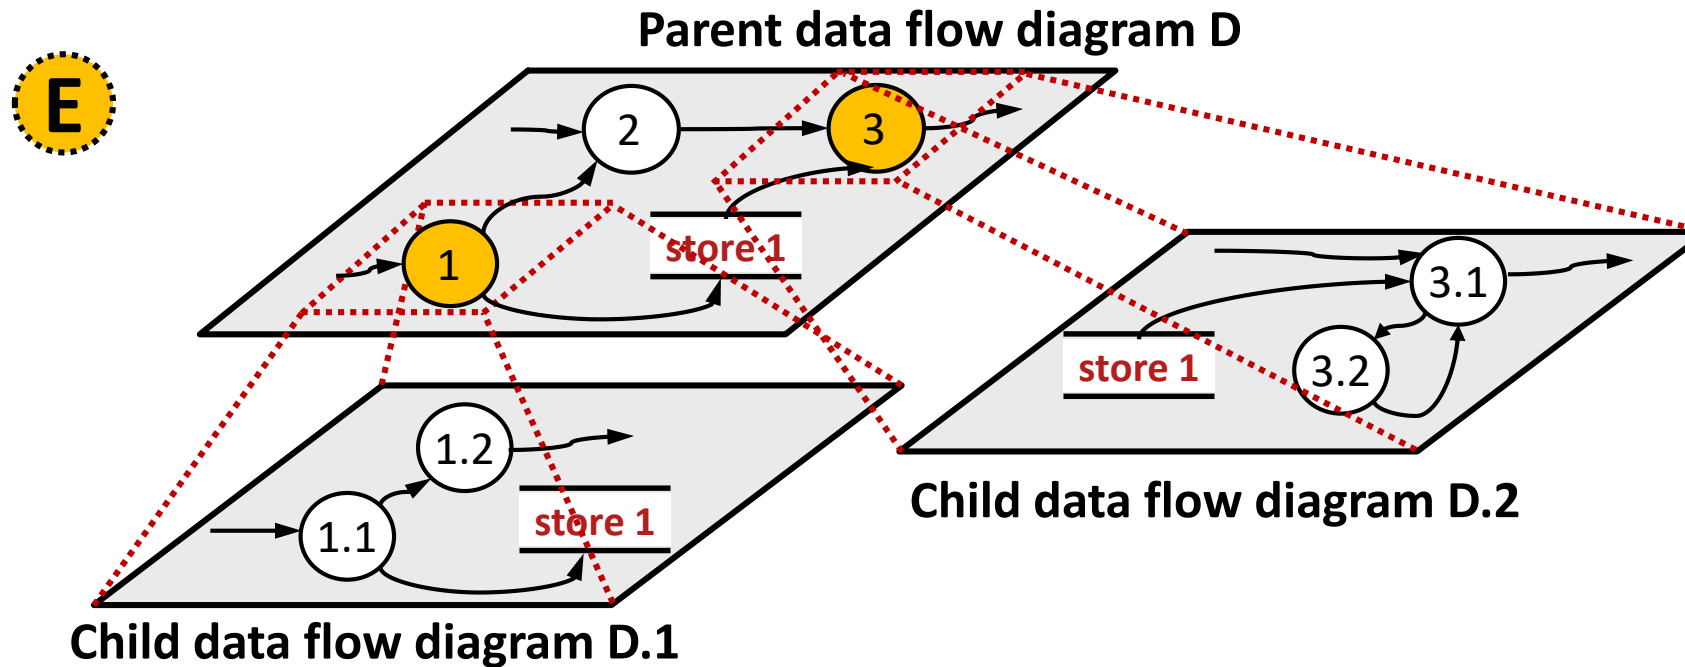 Parent data flow diagram D
E
2
3
1
store 1
3.1
store 1
3.2
1.2
1.1
store 1
Child data flow diagram D.2
Child data flow diagram D.1